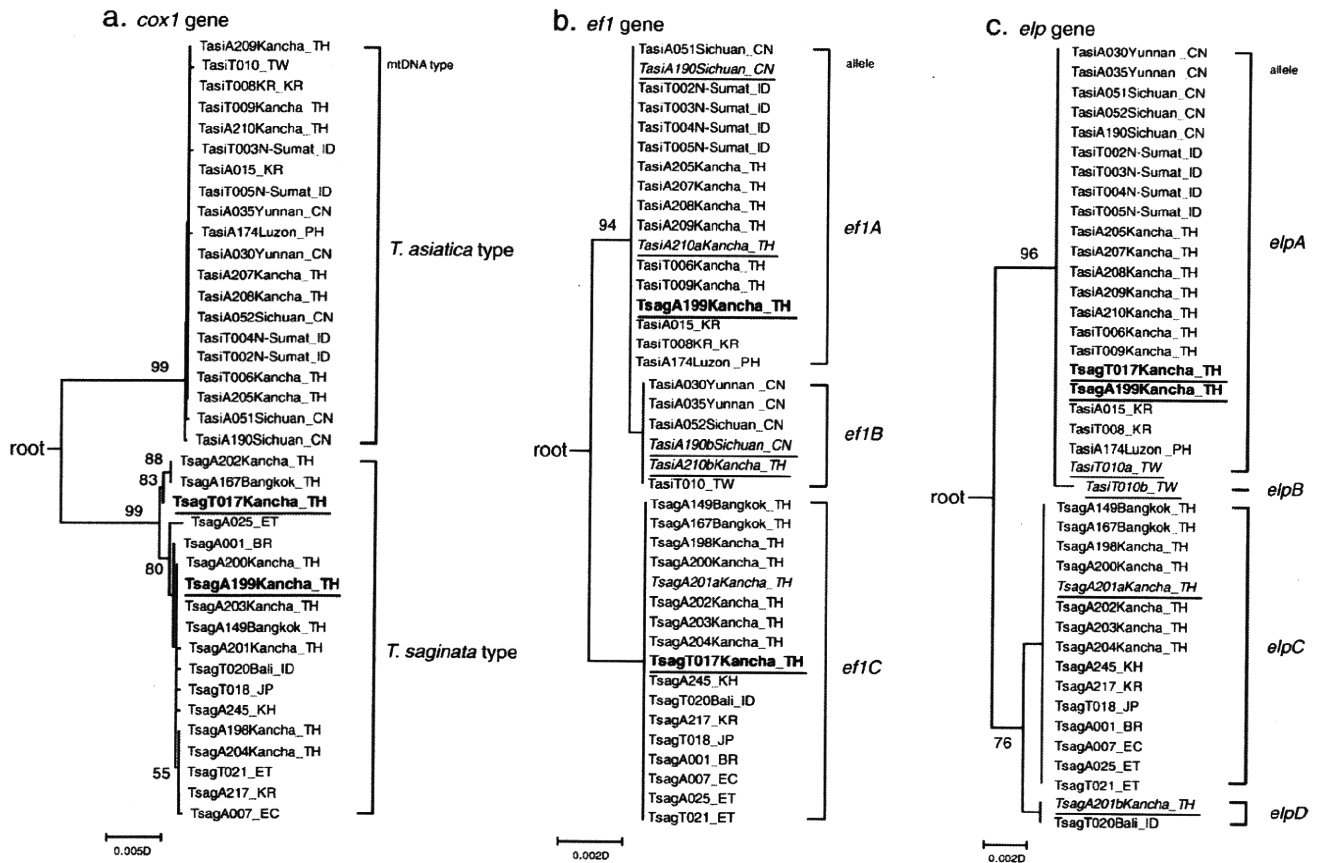 a. cox1 gene
TasiA209Kancha_TH
TasiT010_TW
TasiT008KR_KR
TasiT009Kancha_TH
TasiA210Kancha_TH
TasiT003N-Sumat_ID
TasiA015_KR
TasiT005N-Sumat_ID
TasiA035Yunnan_CN
TasiA174Luzon_PH
TasiA030Yunnan_CN
TasiA207Kancha_TH
TasiA208Kancha_TH
TasiA052Sichuan_CN
TasiT004N-Sumat_ID
TasiT002N-Sumat_ID
TasiT006Kancha_TH
TasiA205Kancha_TH
TasiA051Sichuan_CN
TasiA190Sichuan_CN
mtDNA type
T. asiatica type
99
root
88
83
99
80
55
TsagA202Kancha_TH
TsagA167Bangkok_TH
TsagT017Kancha_TH
TsagA025_ET
TsagA001_BR
TsagA200Kancha_TH
TsagA199Kancha_TH
TsagA203Kancha_TH
TsagA149Bangkok_TH
TsagA201Kancha_TH
TsagT020Bali_ID
TsagT018_JP
TsagA245_KH
TsagA198Kancha_TH
TsagA204Kancha_TH
TsagT021_ET
TsagA217_KR
TsagA007_EC
T. saginata type
0.005D
b. ef1 gene
TasiA051Sichuan_CN
TasiA190Sichuan_CN
TasiT002N-Sumat_ID
TasiT003N-Sumat_ID
TasiT004N-Sumat_ID
TasiT005N-Sumat_ID
TasiA205Kancha_TH
TasiA207Kancha_TH
TasiA208Kancha_TH
TasiA209Kancha_TH
TasiA210aKancha_TH
TasiT006Kancha_TH
TasiT009Kancha_TH
TsagA199Kancha_TH
TasiA015_KR
TasiT008KR_KR
TasiA174Luzon_PH
allele
ef1A
94
root
TasiA030Yunnan_CN
TasiA035Yunnan_CN
TasiA052Sichuan_CN
TasiA190bSichuan_CN
TasiA210bKancha_TH
TasiT010_TW
ef1B
TsagA149Bangkok_TH
TsagA167Bangkok_TH
TsagA198Kancha_TH
TsagA200Kancha_TH
TsagA201aKancha_TH
TsagA202Kancha_TH
TsagA203Kancha_TH
TsagA204Kancha_TH
TsagT017Kancha_TH
TsagA245_KH
TsagT020Bali_ID
TsagA217_KR
TsagT018_JP
TsagA001_BR
TsagA007_EC
TsagA025_ET
TsagT021_ET
ef1C
0.002D
c. elp gene
TasiA030Yunnan_CN
TasiA035Yunnan_CN
TasiA051Sichuan_CN
TasiA052Sichuan_CN
TasiA190Sichuan_CN
TasiT002N-Sumat_ID
TasiT003N-Sumat_ID
TasiT004N-Sumat_ID
TasiT005N-Sumat_ID
TasiA205Kancha_TH
TasiA207Kancha_TH
TasiA208Kancha_TH
TasiA209Kancha_TH
TasiA210Kancha_TH
TasiT006Kancha_TH
TasiT009Kancha_TH
TsagT017Kancha_TH
TsagA199Kancha_TH
TasiA015_KR
TasiT008_KR
TasiA174Luzon_PH
TasiT010a_TW
allele
elpA
96
root
TasiT010b_TW
elpB
TsagA149Bangkok_TH
TsagA167Bangkok_TH
TsagA198Kancha_TH
TsagA200Kancha_TH
TsagA201aKancha_TH
TsagA202Kancha_TH
TsagA203Kancha_TH
TsagA204Kancha_TH
TsagA245_KH
TsagA217_KR
TsagT018_JP
TsagA001_BR
TsagA007_EC
TsagA025_ET
TsagT021_ET
elpC
76
TsagA201bKancha_TH
TsagT020Bali_ID
elpD
0.002D